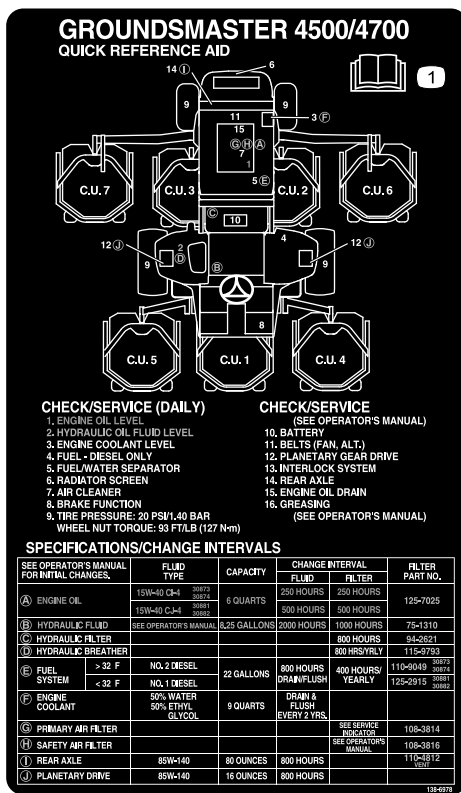 GROUNDSMASTER 4500/4700
QUICK REFERENCE AID
1
14 I
6
9
9
11
15
3 F
G H A
7
1
5 E
C.U. 7
C.U. 3
C.U. 2
C.U. 6
C
10
12 J
2
D
4
12 J
9
B
9
8
C.U. 5
C.U. 1
C.U. 4
CHECK/SERVICE (DAILY)
1. ENGINE OIL LEVEL
2. HYDRAULIC OIL FLUID LEVEL
3. ENGINE COOLANT LEVEL
4. FUEL - DIESEL ONLY
5. FUEL/WATER SEPARATOR
6. RADIATOR SCREEN
7. AIR CLEANER
8. BRAKE FUNCTION
9. TIRE PRESSURE: 20 PSI/1.40 BAR
WHEEL NUT TORQUE: 93 FT/LB (127 N•m)
CHECK/SERVICE
(SEE OPERATOR'S MANUAL)
10. BATTERY
11. BELTS (FAN, ALT.)
12. PLANETARY GEAR DRIVE
13. INTERLOCK SYSTEM
14. REAR AXLE
15. ENGINE OIL DRAIN
16. GREASING
(SEE OPERATOR'S MANUAL)
SPECIFICATIONS/CHANGE INTERVALS
SEE OPERATOR'S MANUAL FOR INITIAL CHANGES. FLUID TYPE CAPACITY CHANGE INTERVAL FLUID FILTER FILTER PART NO.
A ENGINE OIL 15W-40 CI-4 30873 30874 6 QUARTS 250 HOURS 250 HOURS 125-7025
15W-40 CJ-4 30881 30882 500 HOURS 500 HOURS
B HYDRAULIC FLUID SEE OPERATOR'S MANUAL 8.25 GALLONS 2000 HOURS 1000 HOURS 75-1310
C HYDRAULIC FILTER 800 HOURS 94-2621
D HYDRAULIC BREATHER 800 HRS/YRLY 115-9793
E FUEL SYSTEM > 32 F NO. 2 DIESEL 22 GALLONS 800 HOURS DRAIN/FLUSH 400 HOURS/ YEARLY 110-9049 30873 30874
< 32 F NO. 1 DIESEL 125-2915 30881 30882
F ENGINE COOLANT 50% WATER 50% ETHYL GLYCOL 9 QUARTS DRAIN & FLUSH EVERY 2 YRS.
G PRIMARY AIR FILTER SEE SERVICE INDICATOR 108-3814
H SAFETY AIR FILTER SEE OPERATOR'S MANUAL 108-3816
I REAR AXLE 85W-140 80 OUNCES 800 HOURS 110-4812 VENT
J PLANETARY DRIVE 85W-140 16 OUNCES 800 HOURS
138-6978